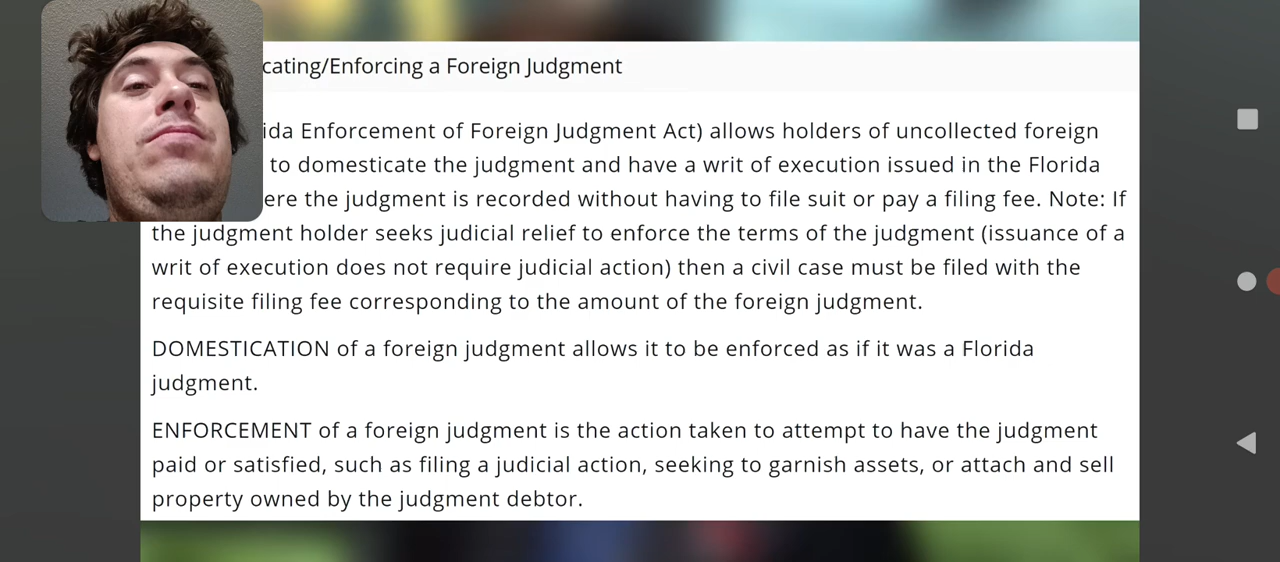 cating/Enforcing a Foreign Judgment
ida Enforcement of Foreign Judgment Act) allows holders of uncollected foreign
to domesticate the judgment and have a writ of execution issued in the Florida
ere the judgment is recorded without having to file suit or pay a filing fee. Note: If
the judgment holder seeks judicial relief to enforce the terms of the judgment (issuance of a
writ of execution does not require judicial action) then a civil case must be filed with the
requisite filing fee corresponding to the amount of the foreign judgment.
DOMESTICATION of a foreign judgment allows it to be enforced as if it was a Florida
judgment.
ENFORCEMENT of a foreign judgment is the action taken to attempt to have the judgment
paid or satisfied, such as filing a judicial action, seeking to garnish assets, or attach and sell
property owned by the judgment debtor.